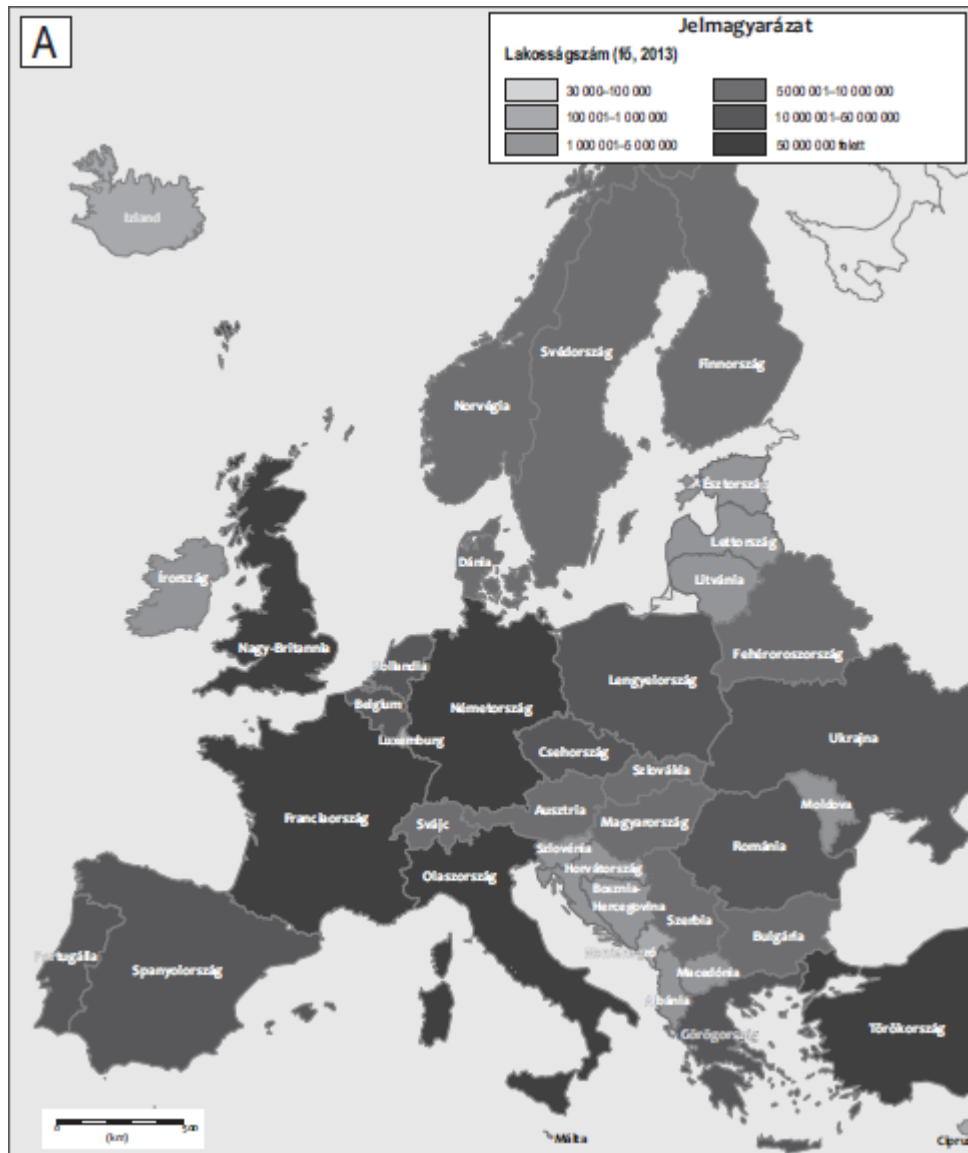 A
Jelmagyarázat
Lakosságszám (fő, 2013)
30 000–100 000
100 001–1 000 000
1 000 001–5 000 000
5 000 001–10 000 000
10 000 001–50 000 000
50 000 000 felett
Izland
Svédország
Finnország
Norvégia
Észtország
Lettország
Dánia
Litvánia
Írország
Nagy-Britannia
Fehéroroszország
Hollandia
Lengyelország
Belgium
Németország
Luxemburg
Csehország
Ukrajna
Szlovákia
Moldova
Franciaország
Svájc
Ausztria
Magyarország
Románia
Szlovénia
Horvátország
Olaszország
Bosznia-
Hercegovina
Szerbia
Bulgária
Portugália
Spanyolország
Macedónia
Albánia
Görögország
Törökország
0
500
(km)
Málta
Ciprus